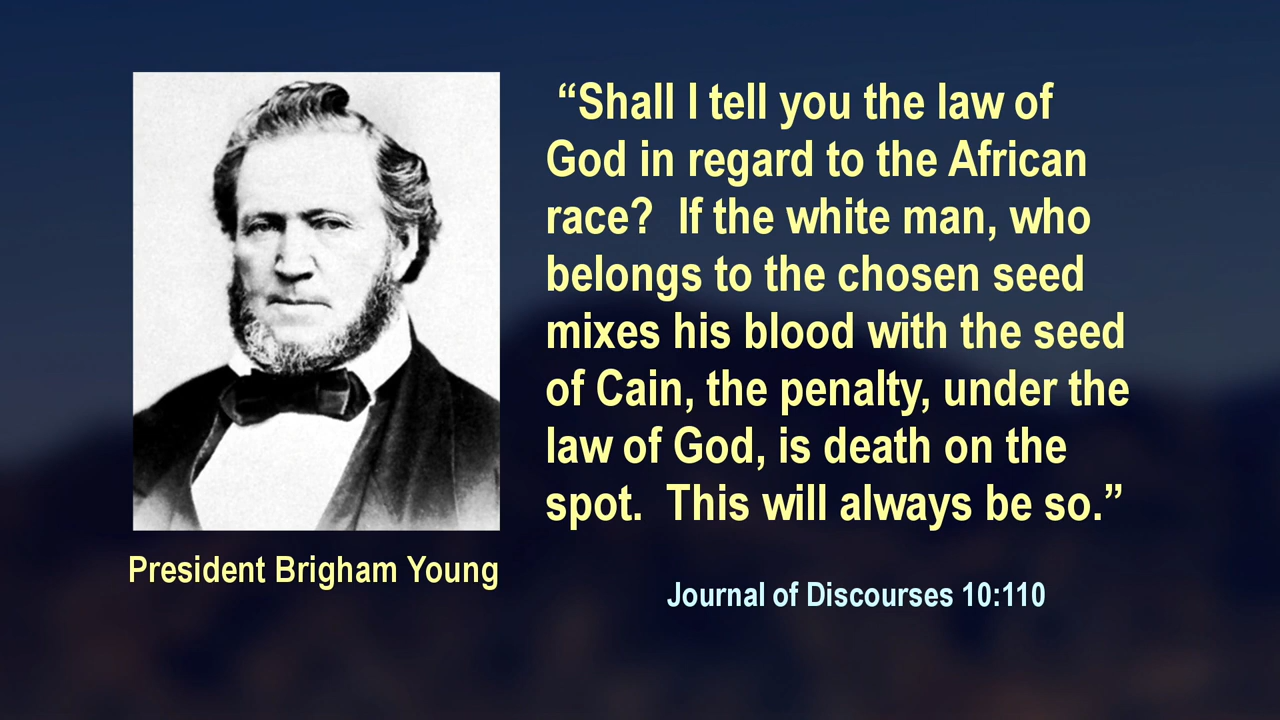 “Shall I tell you the law of
God in regard to the African
race?  If the white man, who
belongs to the chosen seed
mixes his blood with the seed
of Cain, the penalty, under the
law of God, is death on the
spot.  This will always be so.”
President Brigham Young
Journal of Discourses 10:110